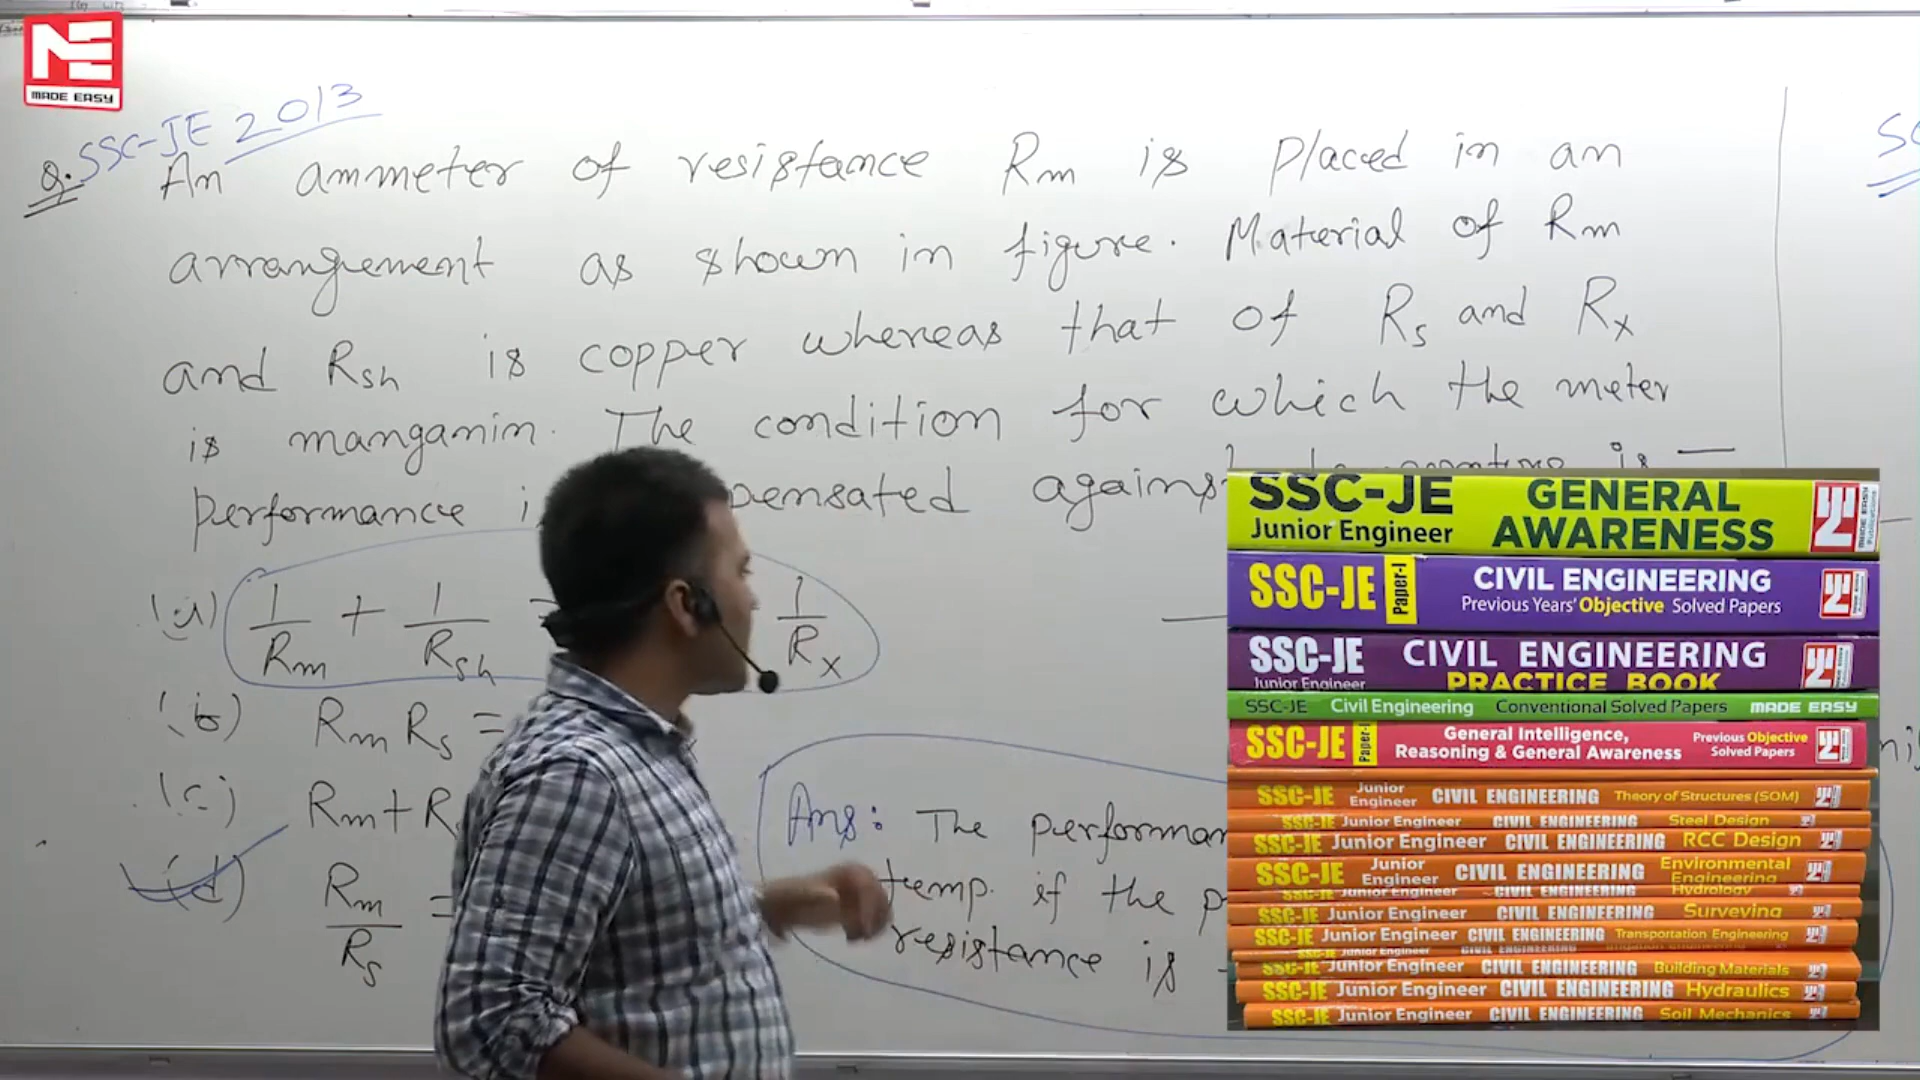 MADE EASY
SSC-JE 2013
Q. An ammeter of resistance Rm is placed in an
arrangement as shown in figure. Material of Rm
and Rsh is copper whereas that of Rs and Rx
is manganin. The condition for which the meter
performance pensated against is —
(a) 1/Rm + 1/Rsh 1/Rx
(b) Rm Rs =
(c) Rm + R
(d) Rm/Rs =
Ans: The performan
temp. if the p
resistance is
SSC-JE GENERAL
Junior Engineer AWARENESS
SSC-JE Paper-I CIVIL ENGINEERING
Previous Years' Objective Solved Papers
SSC-JE CIVIL ENGINEERING
Junior Engineer PRACTICE BOOK
SSC-JE Civil Engineering Conventional Solved Papers MADE EASY
SSC-JE Paper-I General Intelligence, Previous Objective
Reasoning & General Awareness Solved Papers
SSC-JE Junior Engineer CIVIL ENGINEERING Theory of Structures (SOM)
SSC-JE Junior Engineer CIVIL ENGINEERING Steel Design
SSC-JE Junior Engineer CIVIL ENGINEERING RCC Design
SSC-JE Junior Engineer CIVIL ENGINEERING Environmental Engineering
SSC-JE Junior Engineer CIVIL ENGINEERING Hydrology
SSC-JE Junior Engineer CIVIL ENGINEERING Surveying
SSC-JE Junior Engineer CIVIL ENGINEERING Transportation Engineering
SSC-JE Junior Engineer CIVIL ENGINEERING Irrigation Engineering
SSC-JE Junior Engineer CIVIL ENGINEERING Building Materials
SSC-JE Junior Engineer CIVIL ENGINEERING Hydraulics
SSC-JE Junior Engineer CIVIL ENGINEERING Soil Mechanics